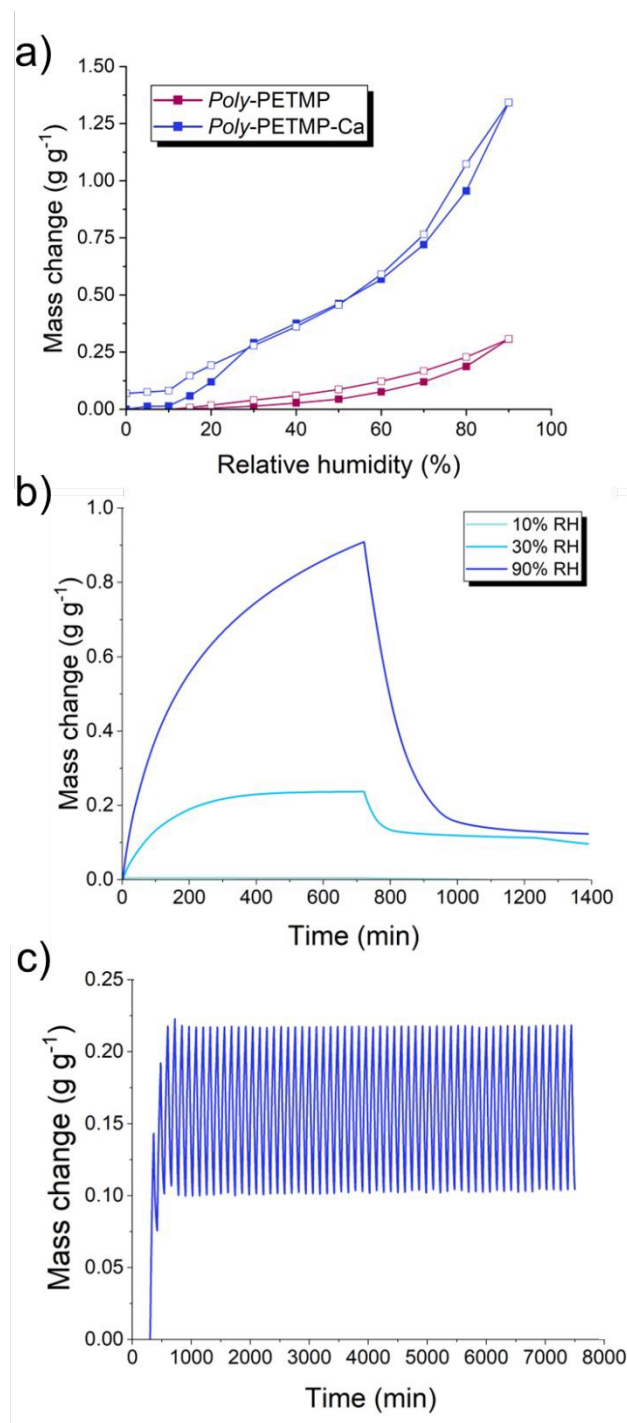 a)
1.50
1.25
1.00
0.75
0.50
0.25
0.00
Mass change (g g⁻¹)
Poly-PETMP
Poly-PETMP-Ca
0 20 40 60 80 100
Relative humidity (%)
b)
1.0
0.8
0.6
0.4
0.2
0.0
Mass change (g g⁻¹)
10% RH
30% RH
90% RH
0 200 400 600 800 1000 1200 1400
Time (min)
c)
0.25
0.20
0.15
0.10
0.05
0.00
Mass change (g g⁻¹)
0 1000 2000 3000 4000 5000 6000 7000 8000
Time (min)